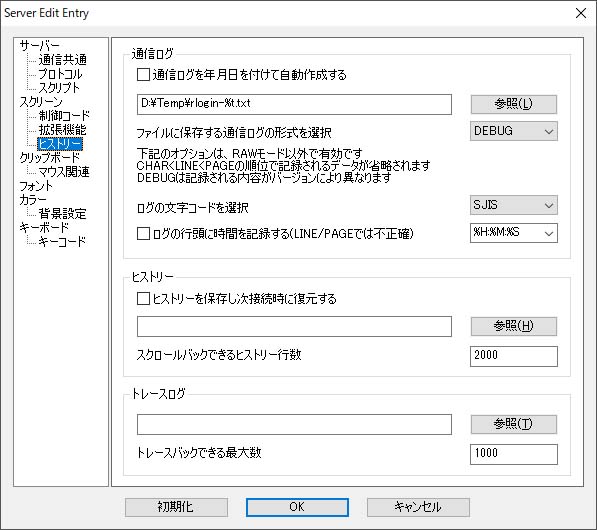 Server Edit Entry
サーバー
通信共通
プロトコル
スクリプト
スクリーン
制御コード
拡張機能
ヒストリー
クリップボード
マウス関連
フォント
カラー
背景設定
キーボード
キーコード
通信ログ
通信ログを年月日を付けて自動作成する
D:¥Temp¥rlogin-%t.txt
参照(L)
ファイルに保存する通信ログの形式を選択
DEBUG
下記のオプションは、RAWモード以外で有効です
CHAR<LINE<PAGEの順位で記録されるデータが省略されます
DEBUGは記録される内容がバージョンにより異なります
ログの文字コードを選択
SJIS
ログの行頭に時間を記録する(LINE/PAGEでは不正確)
%H:%M:%S
ヒストリー
ヒストリーを保存し次接続時に復元する
参照(H)
スクロールバックできるヒストリー行数
2000
トレースログ
参照(T)
トレースバックできる最大数
1000
初期化
OK
キャンセル